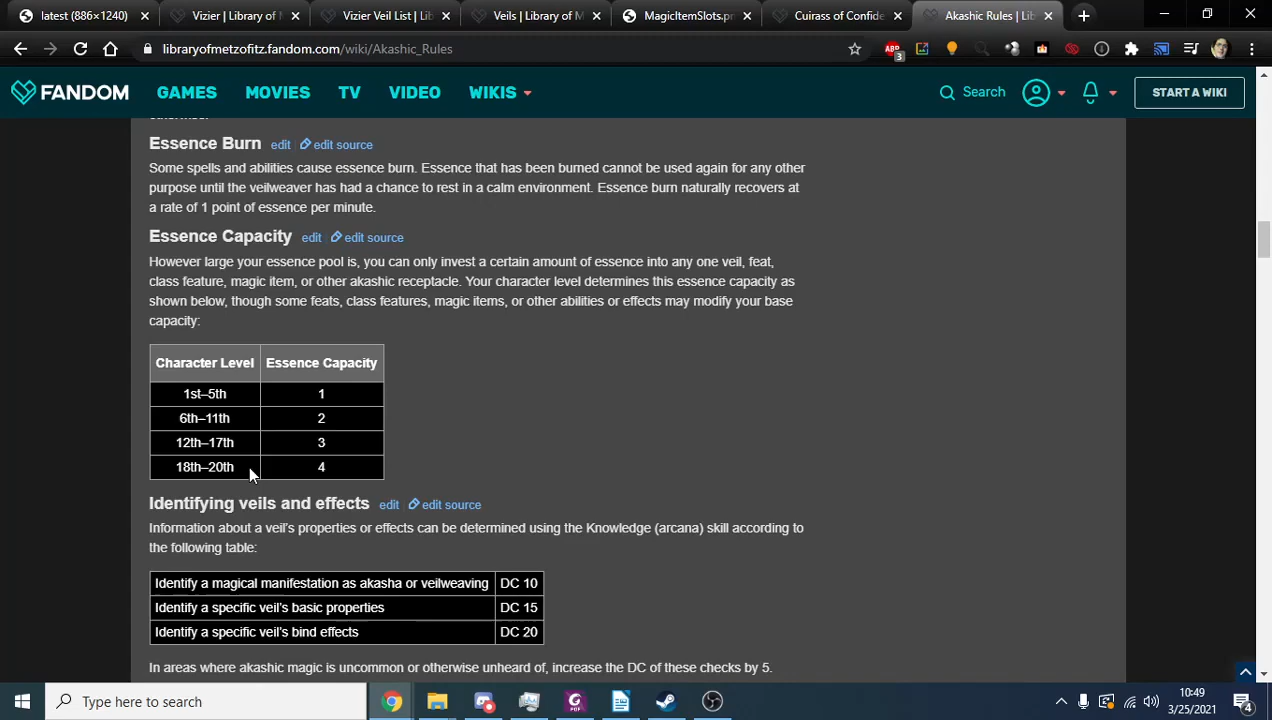 latest (886×1240)
Vizier | Library of M
Vizier Veil List | Lib
Veils | Library of M
MagicItemSlots.pr
Cuirass of Confide
Akashic Rules | Lib
libraryofmetzofitz.fandom.com/wiki/Akashic_Rules
ABP
3
FANDOM
GAMES
MOVIES
TV
VIDEO
WIKIS
Search
START A WIKI
otherwise.
Essence Burn edit edit source
Some spells and abilities cause essence burn. Essence that has been burned cannot be used again for any other
purpose until the veilweaver has had a chance to rest in a calm environment. Essence burn naturally recovers at
a rate of 1 point of essence per minute.
Essence Capacity edit edit source
However large your essence pool is, you can only invest a certain amount of essence into any one veil, feat,
class feature, magic item, or other akashic receptacle. Your character level determines this essence capacity as
shown below, though some feats, class features, magic items, or other abilities or effects may modify your base
capacity:
Character Level Essence Capacity
1st–5th 1
6th–11th 2
12th–17th 3
18th–20th 4
Identifying veils and effects edit edit source
Information about a veil's properties or effects can be determined using the Knowledge (arcana) skill according to
the following table:
Identify a magical manifestation as akasha or veilweaving DC 10
Identify a specific veil's basic properties DC 15
Identify a specific veil's bind effects DC 20
In areas where akashic magic is uncommon or otherwise unheard of, increase the DC of these checks by 5.
Type here to search
PDF
10:49
3/25/2021
4